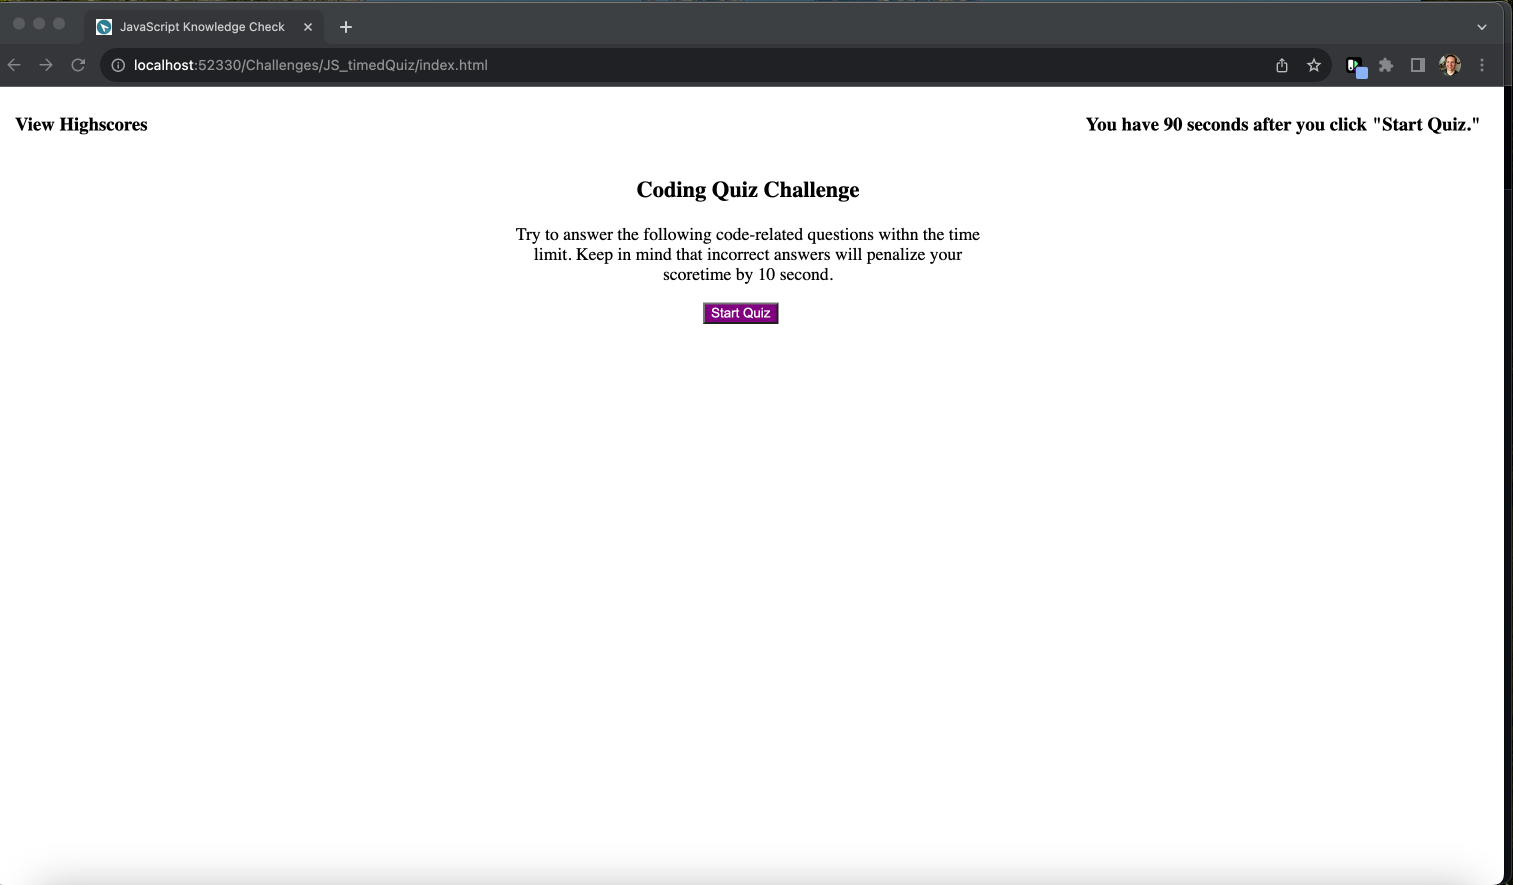 JavaScript Knowledge Check
localhost:52330/Challenges/JS_timedQuiz/index.html
View Highscores
You have 90 seconds after you click "Start Quiz."
Coding Quiz Challenge
Try to answer the following code-related questions withn the time
limit. Keep in mind that incorrect answers will penalize your
scoretime by 10 second.
Start Quiz